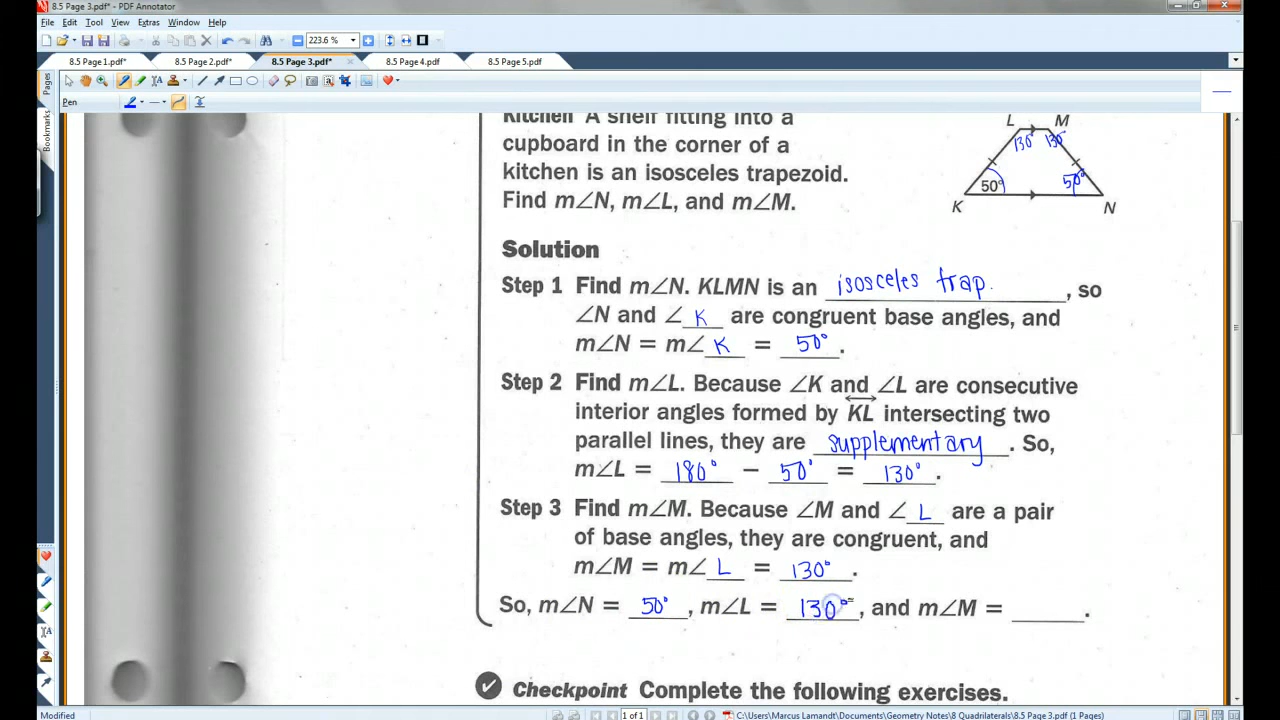 8.5 Page 3.pdf* - PDF Annotator
File Edit Tool View Extras Window Help
223.6 %
8.5 Page 1.pdf* 8.5 Page 2.pdf* 8.5 Page 3.pdf* 8.5 Page 4.pdf 8.5 Page 5.pdf
Pen
Pages
Bookmarks
Kitchen A shelf fitting into a
cupboard in the corner of a
kitchen is an isosceles trapezoid.
Find m∠N, m∠L, and m∠M.
L M
130° 130°
50° 50°
K N
Solution
Step 1 Find m∠N. KLMN is an isosceles trap. , so
∠N and ∠ K are congruent base angles, and
m∠N = m∠ K = 50° .
Step 2 Find m∠L. Because ∠K and ∠L are consecutive
interior angles formed by KL intersecting two
parallel lines, they are supplementary . So,
m∠L = 180° − 50° = 130° .
Step 3 Find m∠M. Because ∠M and ∠ L are a pair
of base angles, they are congruent, and
m∠M = m∠ L = 130° .
So, m∠N = 50° , m∠L = 130° , and m∠M = ______ .
Checkpoint Complete the following exercises.
Modified 1 of 1 C:\Users\Marcus Lamandt\Documents\Geometry Notes\8 Quadrilaterals\8.5 Page 3.pdf (1 Pages)